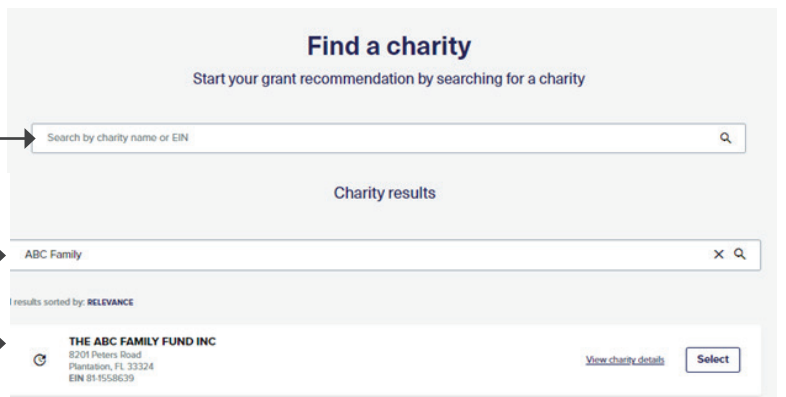 Find a charity
Start your grant recommendation by searching for a charity
Search by charity name or EIN
Charity results
ABC Family
results sorted by: RELEVANCE
THE ABC FAMILY FUND INC
8201 Peters Road
Plantation, FL 33324
EIN 81-1558639
View charity details
Select